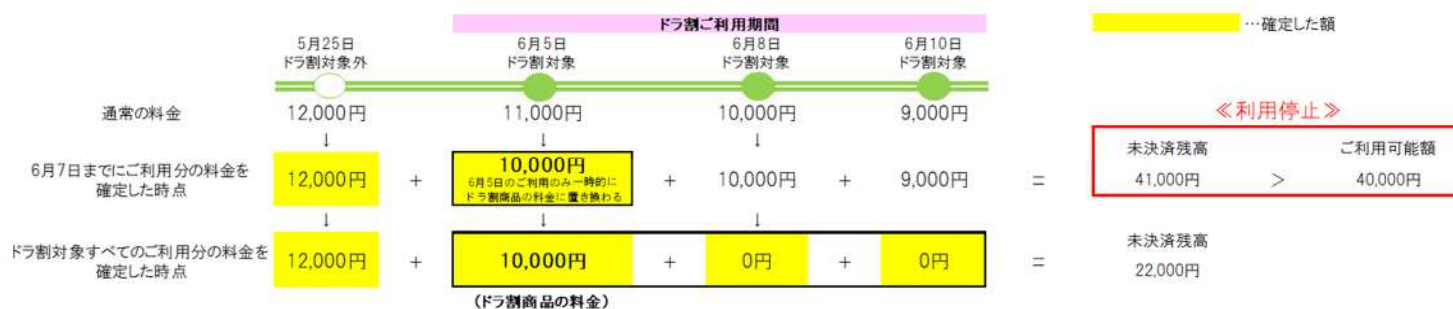 ドラ割ご利用期間
…確定した額
5月25日
ドラ割対象外
6月5日
ドラ割対象
6月8日
ドラ割対象
6月10日
ドラ割対象
通常の料金
12,000円
11,000円
10,000円
9,000円
↓
↓
↓
≪利用停止≫
6月7日までにご利用分の料金を
確定した時点
12,000円
+
10,000円
6月5日のご利用のみ一時的に
ドラ割商品の料金に置き換わる
+
10,000円
+
9,000円
=
未決済残高
41,000円
>
ご利用可能額
40,000円
↓
↓
↓
ドラ割対象すべてのご利用分の料金を
確定した時点
12,000円
+
10,000円
+
0円
+
0円
=
未決済残高
22,000円
(ドラ割商品の料金)